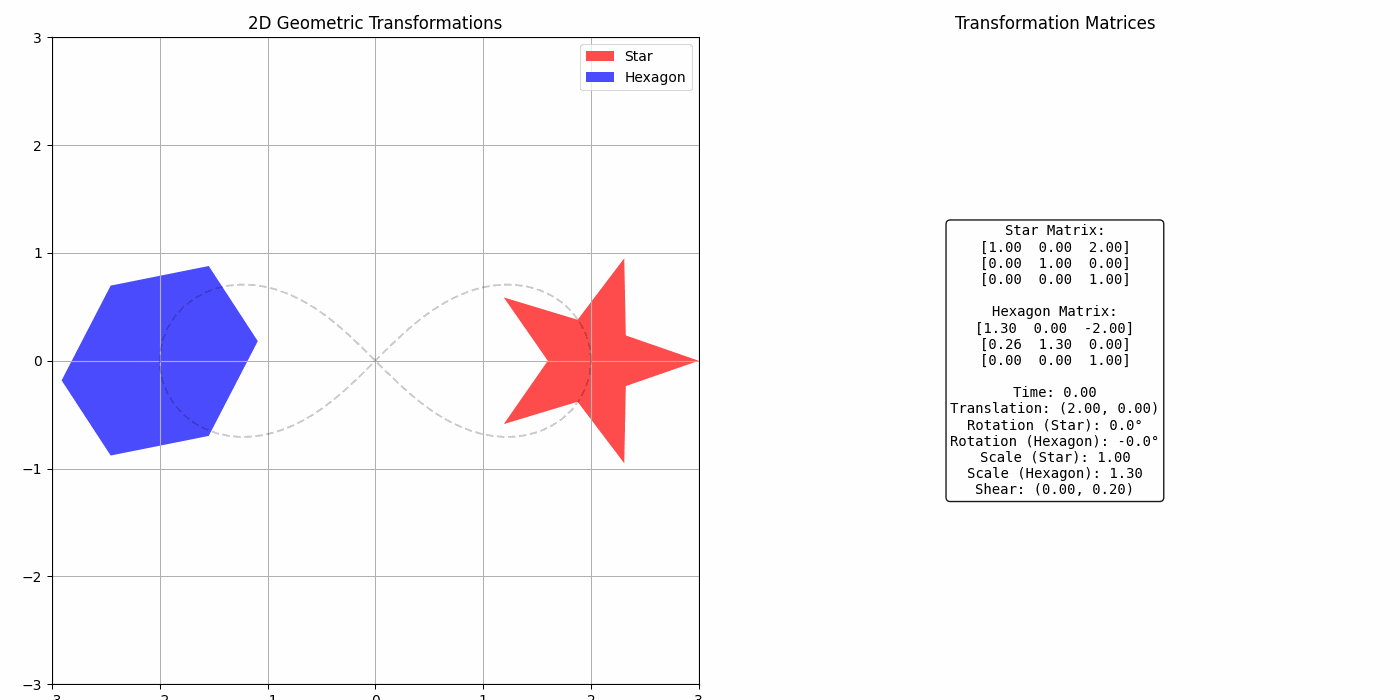 2D Geometric Transformations
Transformation Matrices
3
2
1
0
−1
−2
−3
−3
−2
−1
0
1
2
3
Star
Hexagon
Star Matrix:
[1.00 0.00 2.00]
[0.00 1.00 0.00]
[0.00 0.00 1.00]
Hexagon Matrix:
[1.30 0.00 -2.00]
[0.26 1.30 0.00]
[0.00 0.00 1.00]
Time: 0.00
Translation: (2.00, 0.00)
Rotation (Star): 0.0°
Rotation (Hexagon): -0.0°
Scale (Star): 1.00
Scale (Hexagon): 1.30
Shear: (0.00, 0.20)